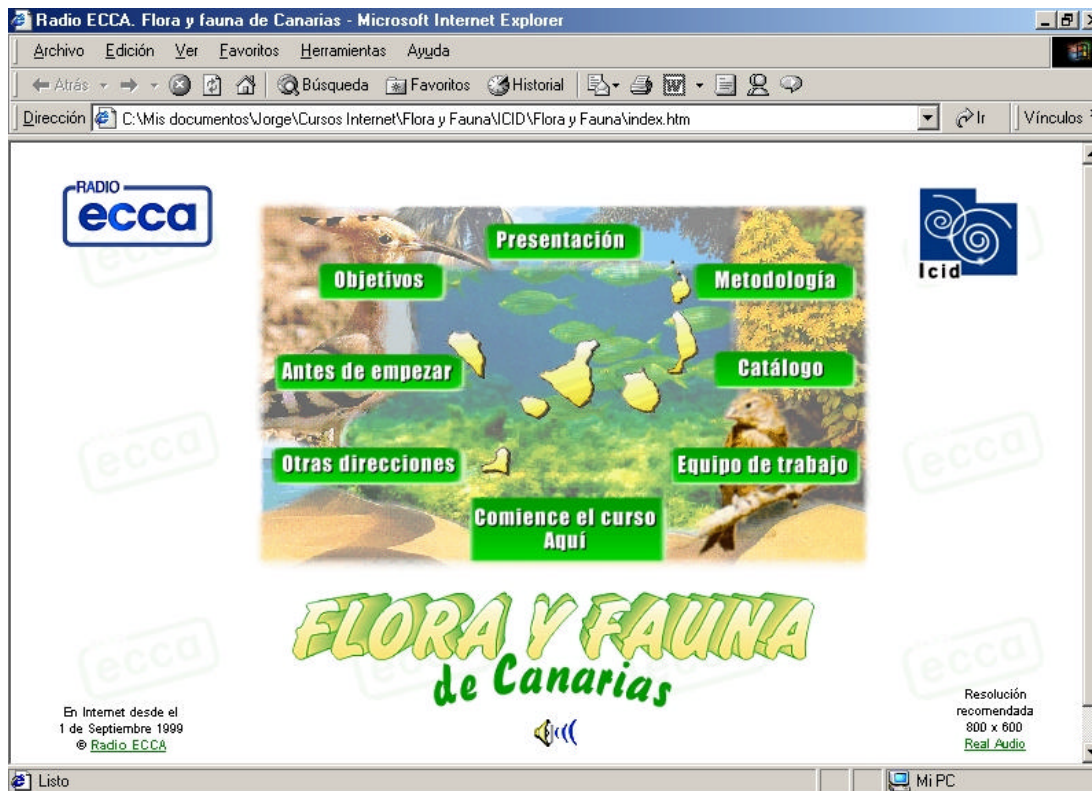 Radio ECCA. Flora y fauna de Canarias - Microsoft Internet Explorer
Archivo Edición Ver Favoritos Herramientas Ayuda
Atrás Búsqueda Favoritos Historial
Dirección C:\Mis documentos\Jorge\Cursos Internet\Flora y Fauna\ICID\Flora y Fauna\index.htm Ir Vínculos
RADIO
ecca
Icid
Presentación
Objetivos
Metodología
Antes de empezar
Catálogo
Otras direcciones
Equipo de trabajo
Comience el curso
Aquí
ecca
ecca
ecca
ecca
FLORA Y FAUNA
de Canarias
En Internet desde el
1 de Septiembre 1999
© Radio ECCA
Resolución
recomendada
800 x 600
Real Audio
Listo
Mi PC